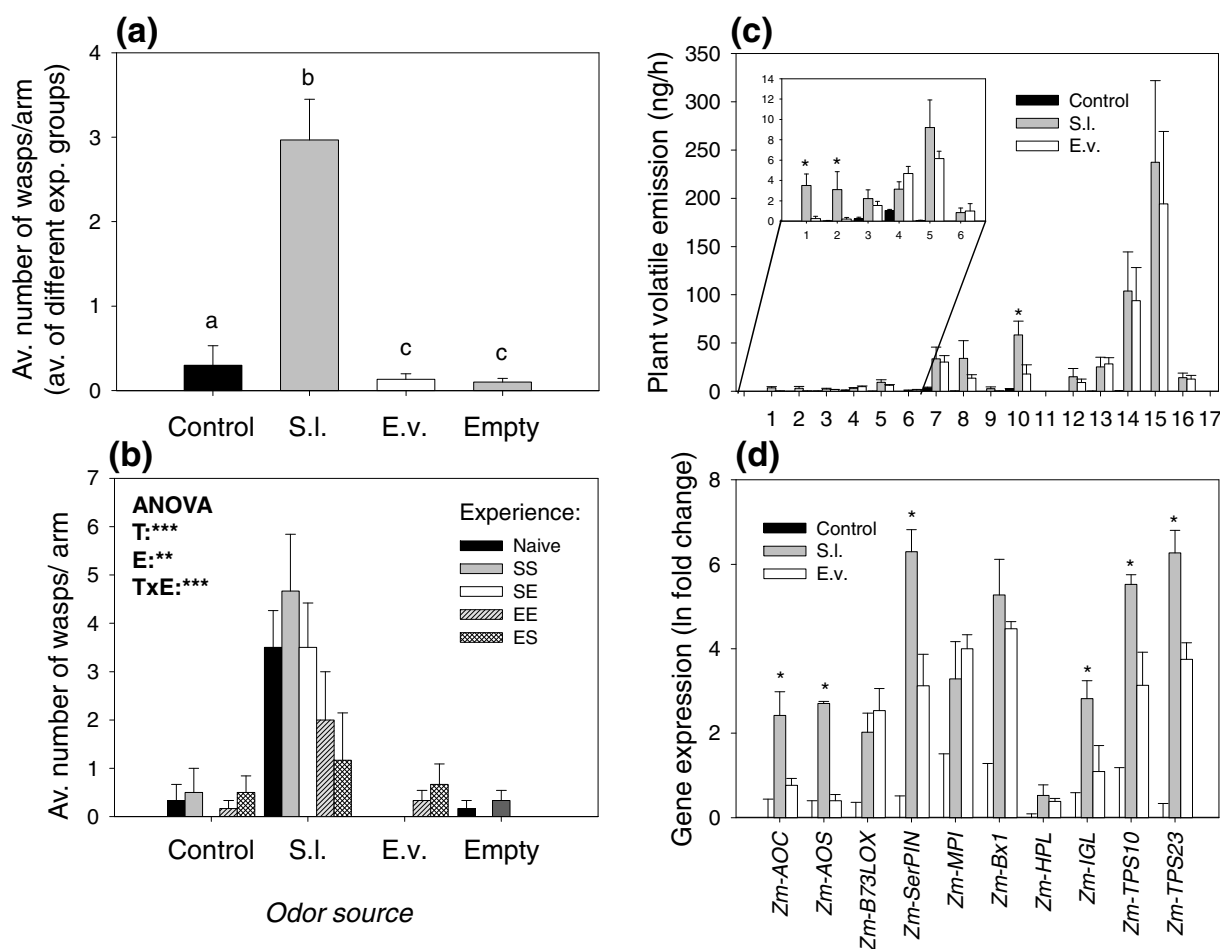 (a)
Av. number of wasps/arm
(av. of different exp. groups)
4
3
2
1
0
a
b
c
c
Control S.l. E.v. Empty
(b)
Av. number of wasps/ arm
7
6
5
4
3
2
1
0
ANOVA
T:***
E:**
TxE:***
Experience:
Naive
SS
SE
EE
ES
Control S.l. E.v. Empty
Odor source
(c)
Plant volatile emission (ng/h)
350
300
250
200
150
100
50
0
14
12
10
8
6
4
2
0
* *
1 2 3 4 5 6
Control
S.l.
E.v.
*
1 2 3 4 5 6 7 8 9 10 12 13 14 15 16 17
(d)
Gene expression (ln fold change)
8
6
4
2
0
Control
S.l.
E.v.
* * * * * *
Zm-AOC
Zm-AOS
Zm-B73LOX
Zm-SerPIN
Zm-MPI
Zm-Bx1
Zm-HPL
Zm-IGL
Zm-TPS10
Zm-TPS23